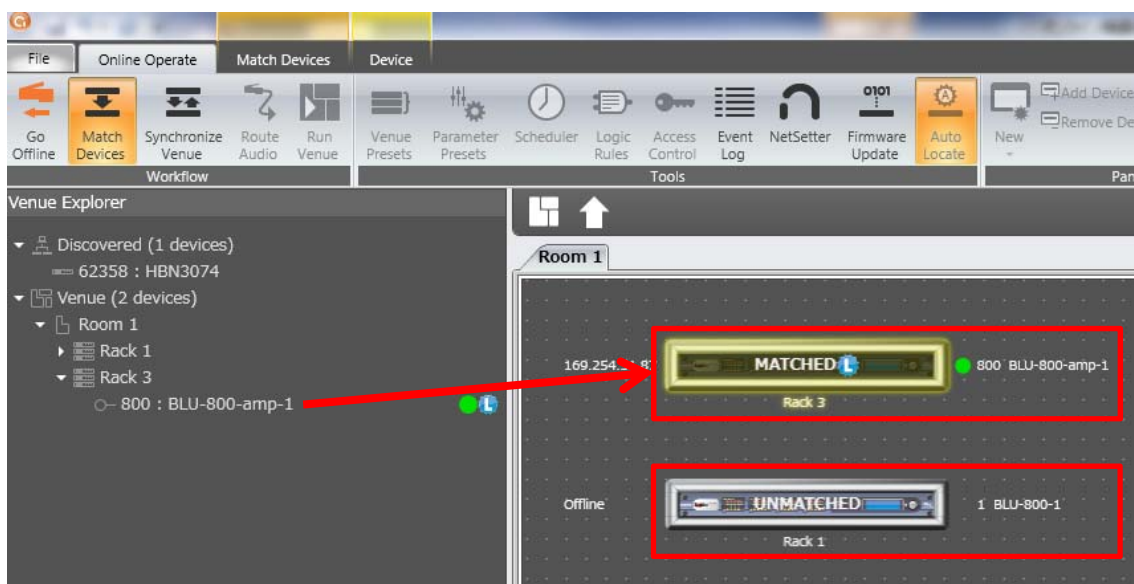 File
Online Operate
Match Devices
Device
Go Offline
Match Devices
Synchronize Venue
Route Audio
Run Venue
Venue Presets
Parameter Presets
Scheduler
Logic Rules
Access Control
Event Log
NetSetter
0101
Firmware Update
A
Auto Locate
New
Add Device
Remove De
Workflow
Tools
Pan
Venue Explorer
Discovered (1 devices)
62358 : HBN3074
Venue (2 devices)
Room 1
Rack 1
Rack 3
800 : BLU-800-amp-1
L
Room 1
MATCHED
L
800 BLU-800-amp-1
Rack 3
Offline
UNMATCHED
1 BLU-800-1
Rack 1